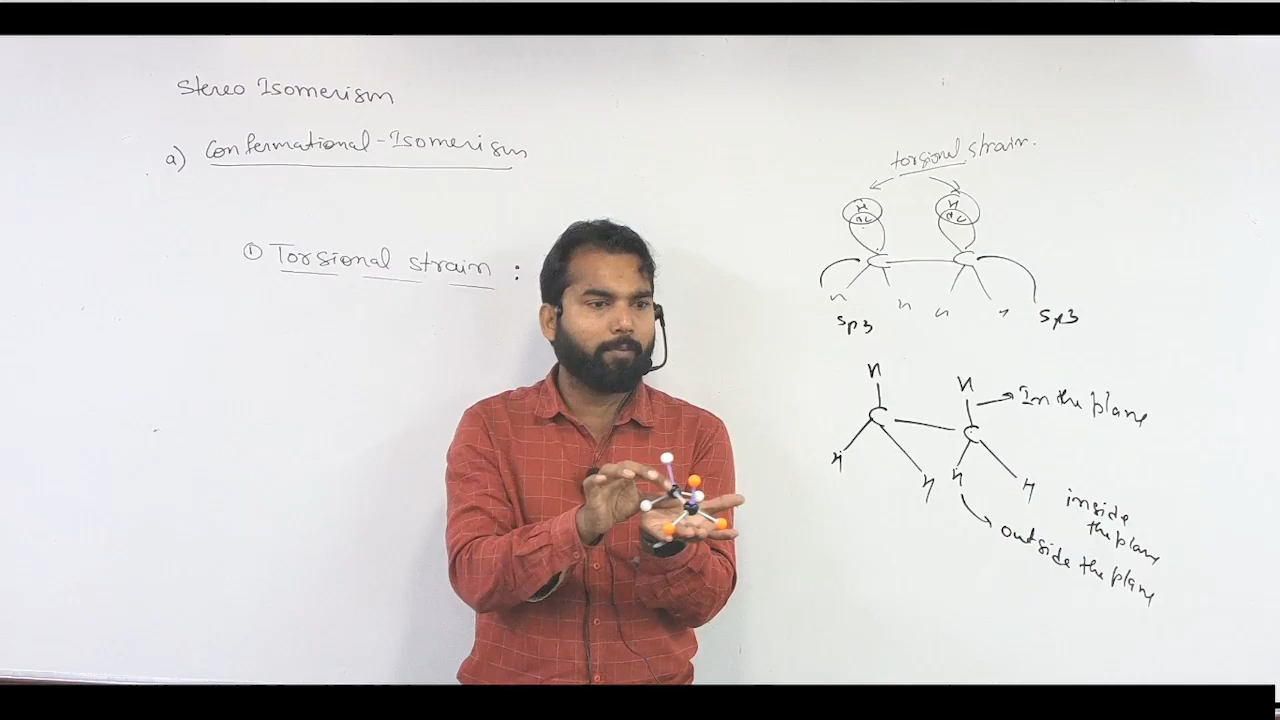 Stereo Isomerism
a) Conformational-Isomerism
① Torsional strain :
torsional strain.
H H
C C
H H H H
sp3 sp3
H H
In the plane
C C
H H H H
inside
the plane
outside the plane